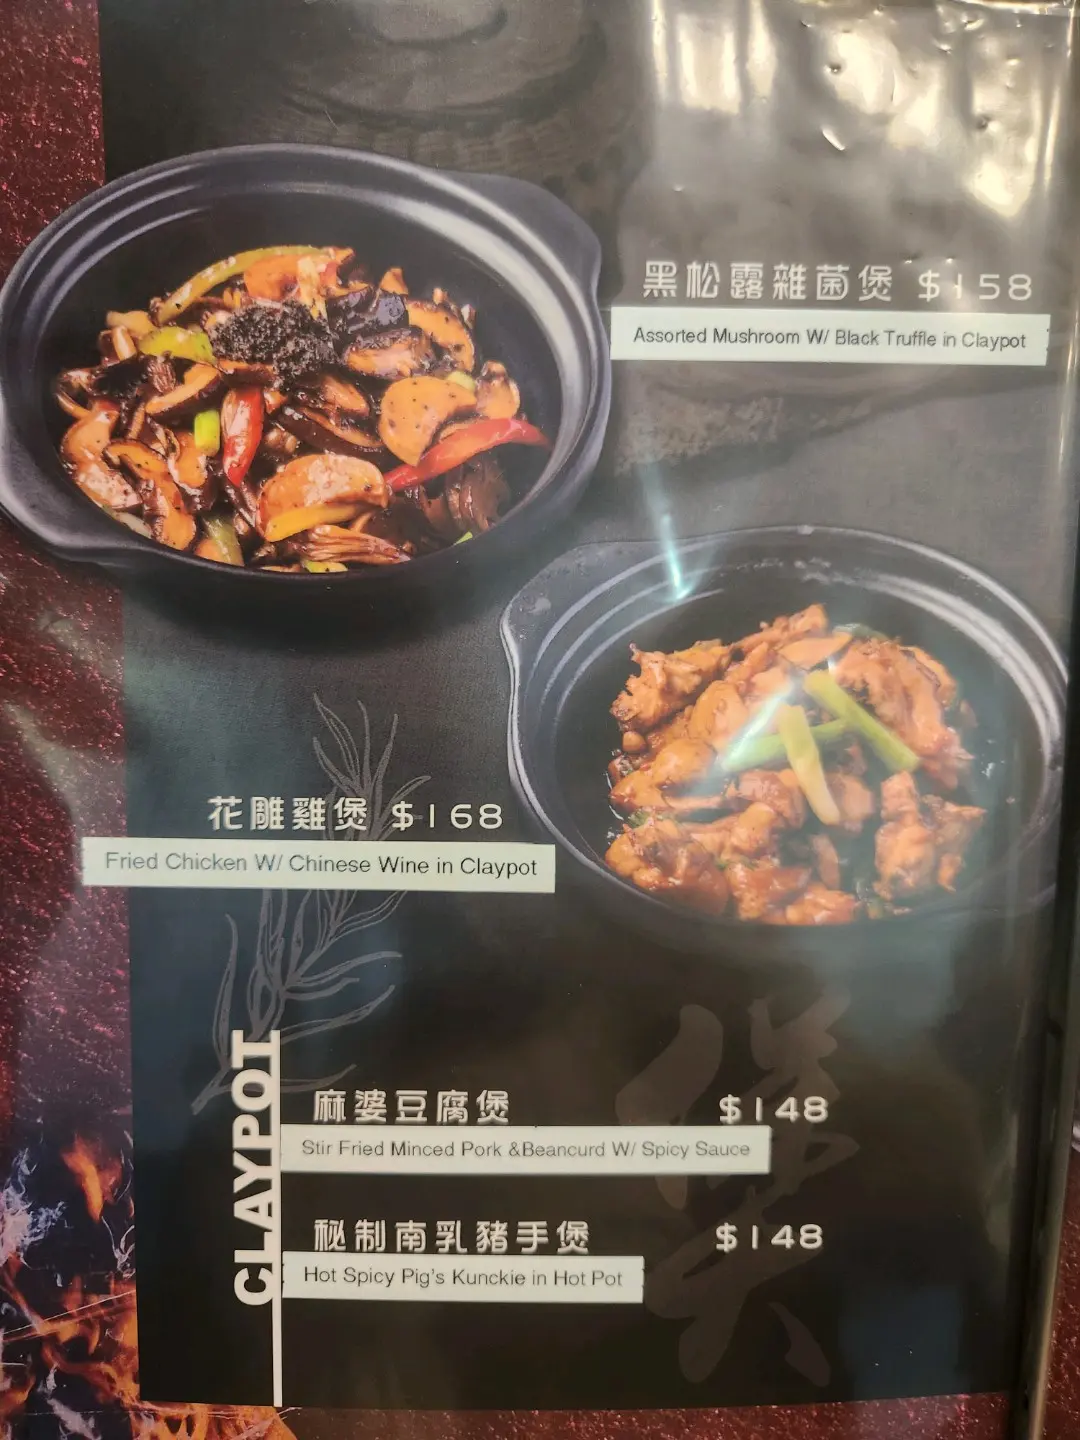 黑松露雜菌煲 $158
Assorted Mushroom W/ Black Truffle in Claypot
花雕雞煲 $168
Fried Chicken W/ Chinese Wine in Claypot
煲
CLAYPOT
麻婆豆腐煲 $148
Stir Fried Minced Pork &Beancurd W/ Spicy Sauce
秘制南乳豬手煲 $148
Hot Spicy Pig's Kunckie in Hot Pot